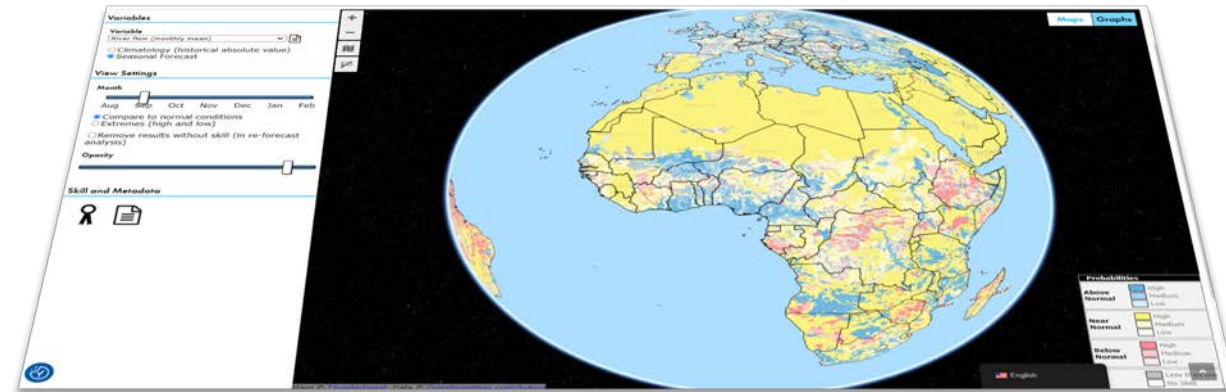 Variables
Variable
River flow (monthly mean)
Climatology (historical absolute value)
Seasonal Forecast
View Settings
Month
Aug Sep Oct Nov Dec Jan Feb
Compare to normal conditions
Extremes (high and low)
Remove results without skill (in re-forecast
analysis)
Opacity
Skill and Metadata
Maps Graphs
Probabilities
Above
Normal
High
Medium
Low
Near
Normal
High
Medium
Low
Below
Normal
High
Medium
Low
No Skill
English